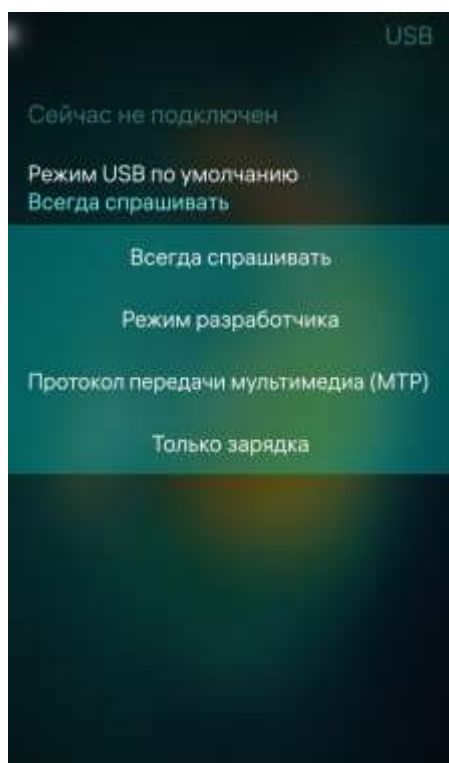 USB
Сейчас не подключен
Режим USB по умолчанию
Всегда спрашивать
Всегда спрашивать
Режим разработчика
Протокол передачи мультимедиа (MTP)
Только зарядка